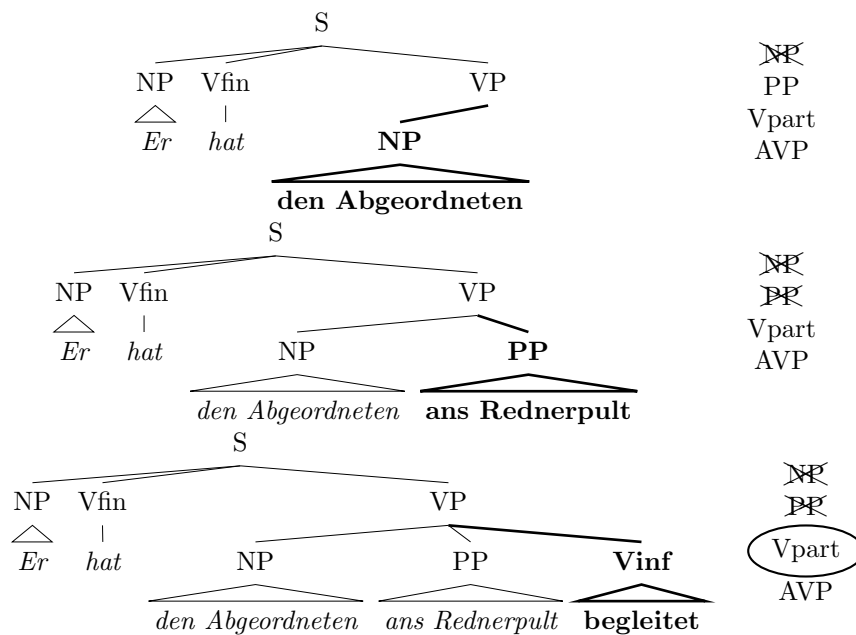 S
NP Vfin VP NP
Er hat NP PP
den Abgeordneten Vpart
AVP
S
NP Vfin VP NP
PP
Er hat NP PP Vpart
den Abgeordneten ans Rednerpult AVP
S
NP Vfin VP NP
PP
Er hat NP PP Vinf Vpart
den Abgeordneten ans Rednerpult begleitet AVP